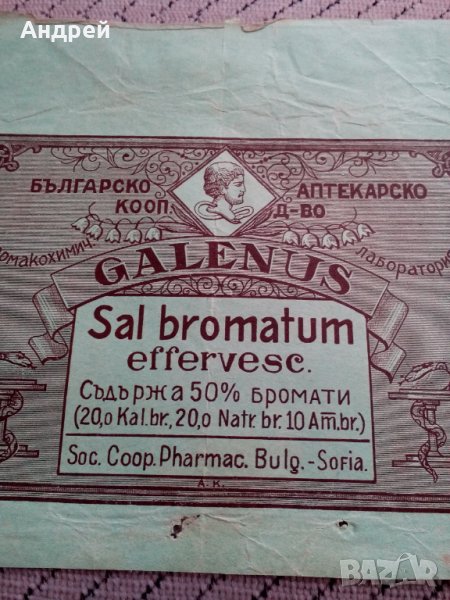 Андрей
БЪЛГАРСКО КООП. АПТЕКАРСКО Д-ВО
GALENUS
Sal bromatum
effervesc.
СЪДЪРЖА 50% БРОМАТИ
(20,0 Kal.br., 20,0 Natr. br. 10 Am.br.)
Soc. Coop. Pharmac. Bulg.-Sofia.
А.К.
BAZAR